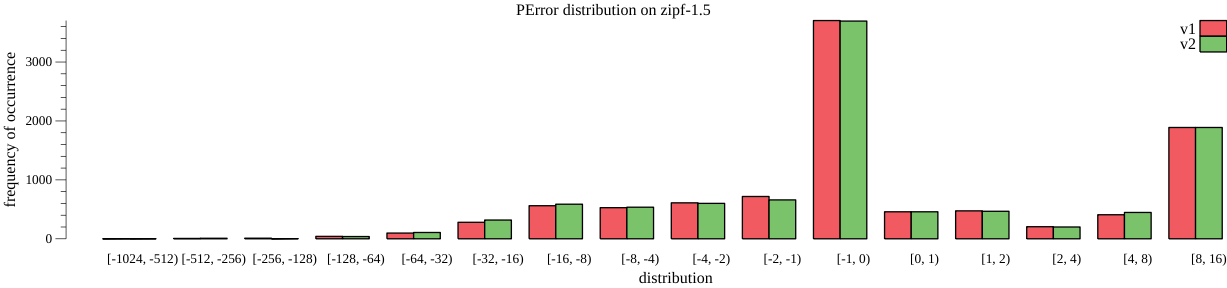 PError distribution on zipf-1.5
v1
v2
frequency of occurrence
3000
2000
1000
0
[-1024, -512) [-512, -256) [-256, -128) [-128, -64) [-64, -32) [-32, -16) [-16, -8) [-8, -4) [-4, -2) [-2, -1) [-1, 0) [0, 1) [1, 2) [2, 4) [4, 8) [8, 16)
distribution